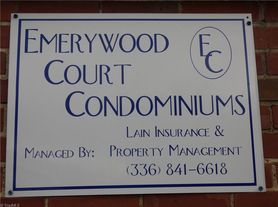 EMERYWOOD
COURT
CONDOMINIUMS
EC
LAIN INSURANCE &
MANAGED BY: PROPERTY MANAGEMENT
(336) 841-6618